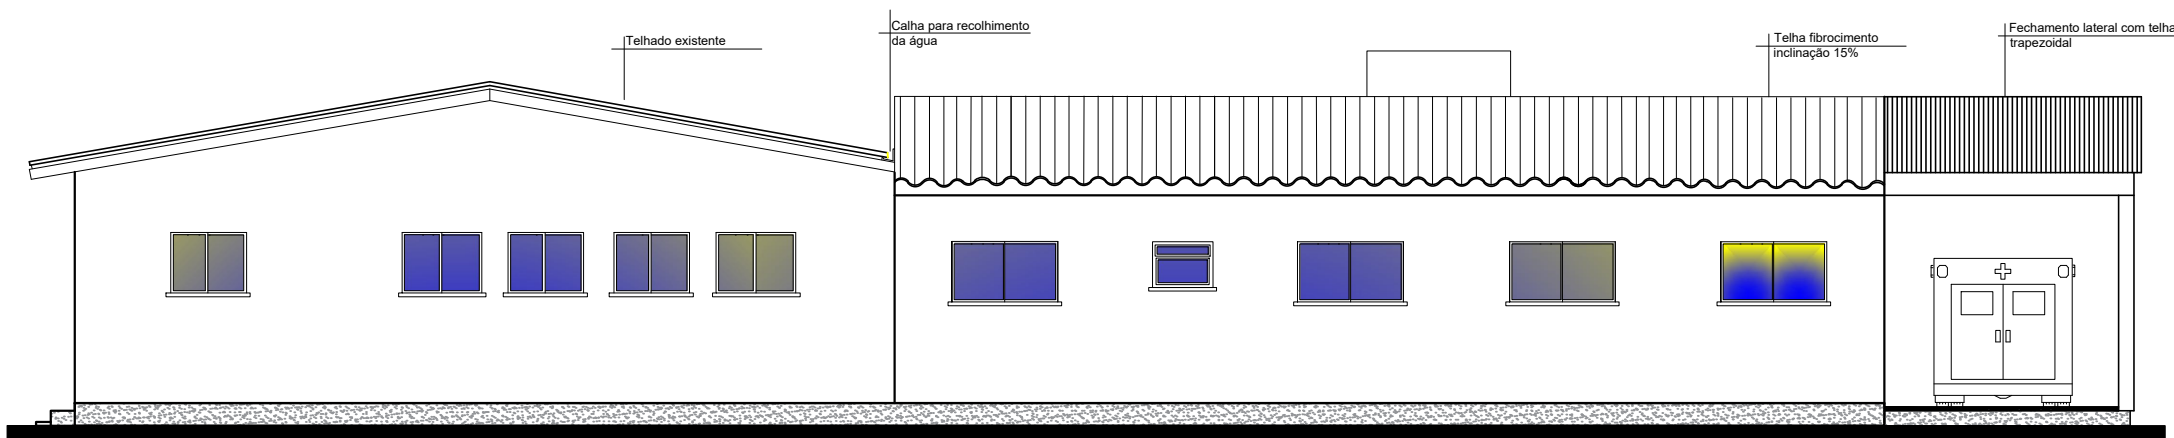 Telhado existente
Calha para recolhimento
da água
Telha fibrocimento
inclinação 15%
Fechamento lateral com telha
trapezoidal